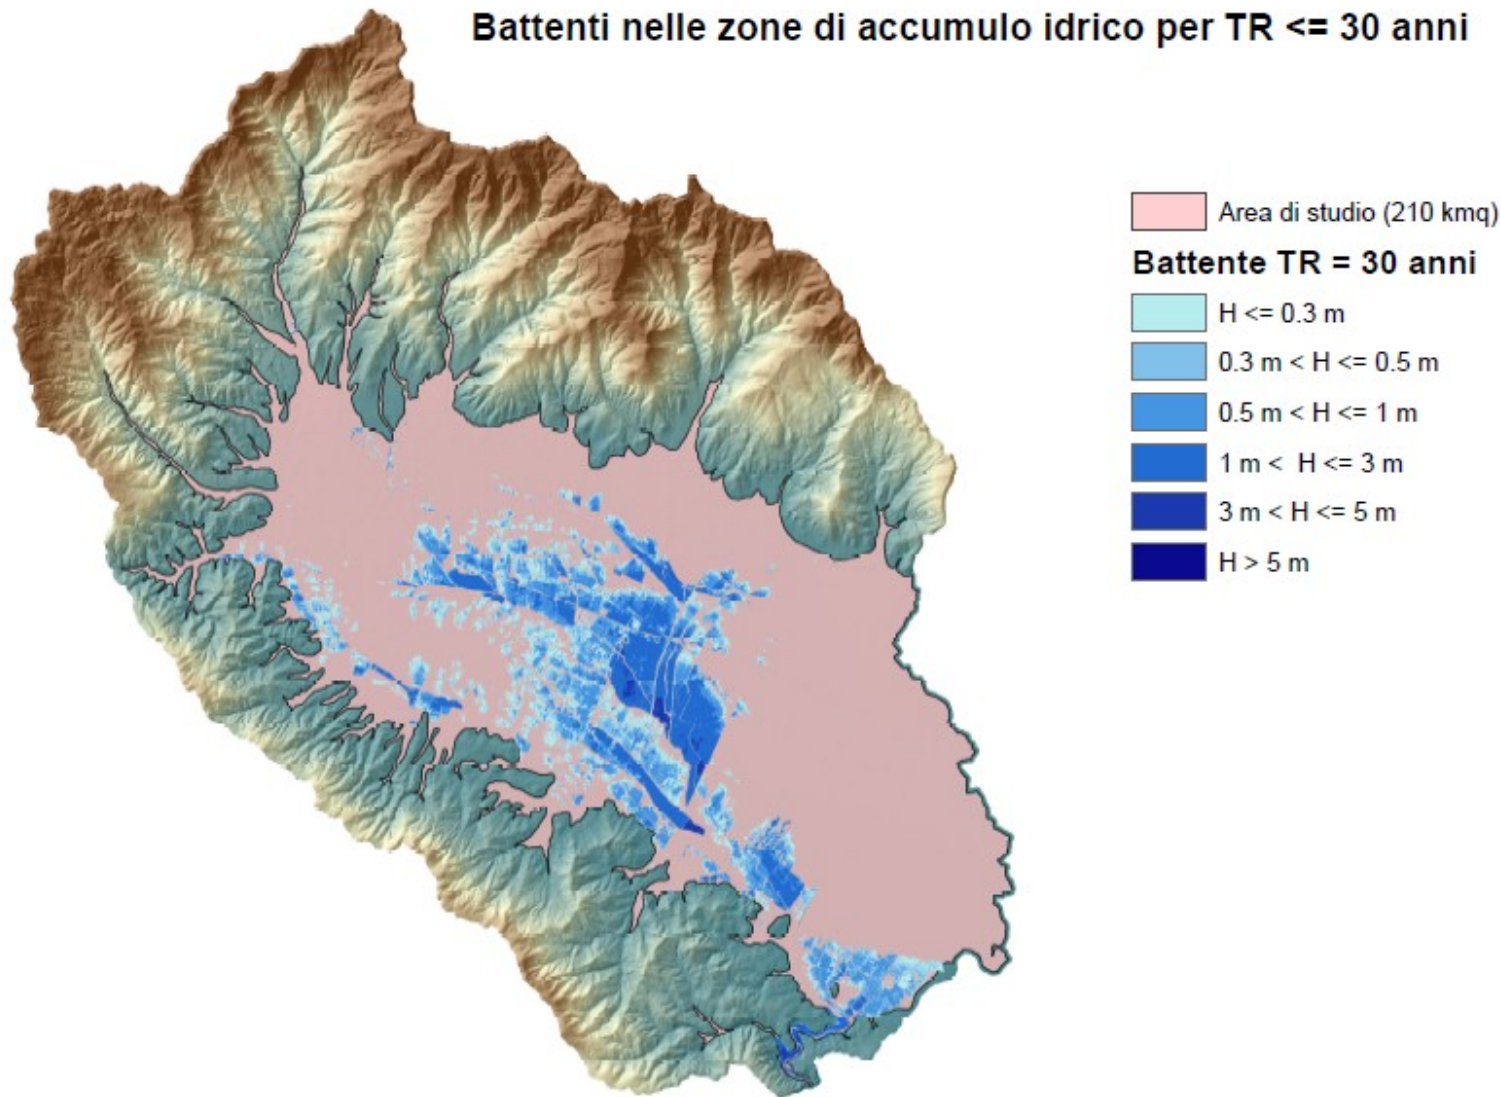 Battenti nelle zone di accumulo idrico per TR <= 30 anni
Area di studio (210 kmq)
Battente TR = 30 anni
H <= 0.3 m
0.3 m < H <= 0.5 m
0.5 m < H <= 1 m
1 m < H <= 3 m
3 m < H <= 5 m
H > 5 m